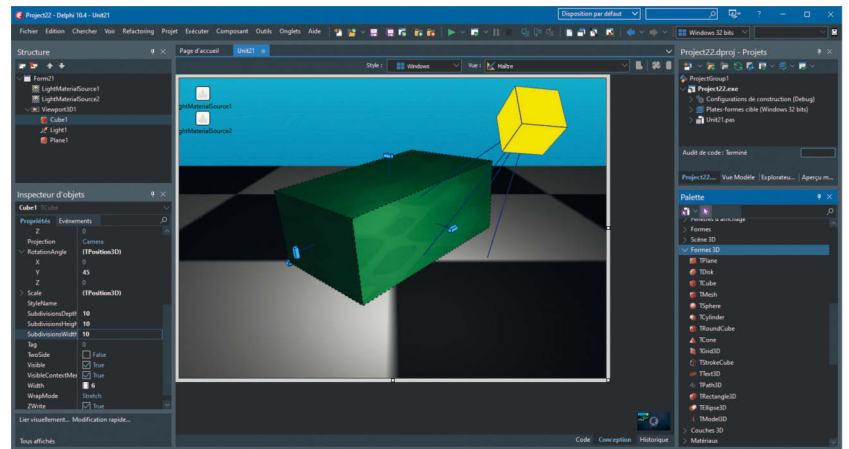 Project22 - Delphi 10.4 - Unit21
Disposition par défaut
Fichier Edition Chercher Voir Refactoring Projet Exécuter Composant Outils Onglets Aide
Windows 32 bits
Structure
Form21
LightMaterialSource1
LightMaterialSource2
Viewport3D1
Cube1
Light1
Plane1
Inspecteur d'objets
Cube1 TCube
Propriétés Evénements
Z 0
Projection Camera
RotationAngle (TPosition3D)
X 0
Y 45
Z 0
Scale (TPosition3D)
StyleName
SubdivisionsDepth 10
SubdivisionsHeigh 10
SubdivisionsWidth 10
Tag 0
TwoSide False
Visible True
VisibleContextMen True
Width 6
WrapMode Stretch
ZWrite True
Lier visuellement... Modification rapide...
Tous affichés
Page d'accueil Unit21
Style : Windows Vue : Maître
ghtMaterialSource1
ghtMaterialSource2
Code Conception Historique
Project22.dproj - Projets
ProjectGroup1
Project22.exe
Configurations de construction (Debug)
Plates-formes cible (Windows 32 bits)
Unit21.pas
Audit de code : Terminé
Project22.... Vue Modèle Explorateu... Aperçu m...
Palette
Fenêtres d'affichage
Formes
Scène 3D
Formes 3D
TPlane
TDisk
TCube
TMesh
TSphere
TCylinder
TRoundCube
TCone
TGrid3D
TStrokeCube
TText3D
TPath3D
TRectangle3D
TEllipse3D
TModel3D
Couches 3D
Matériaux